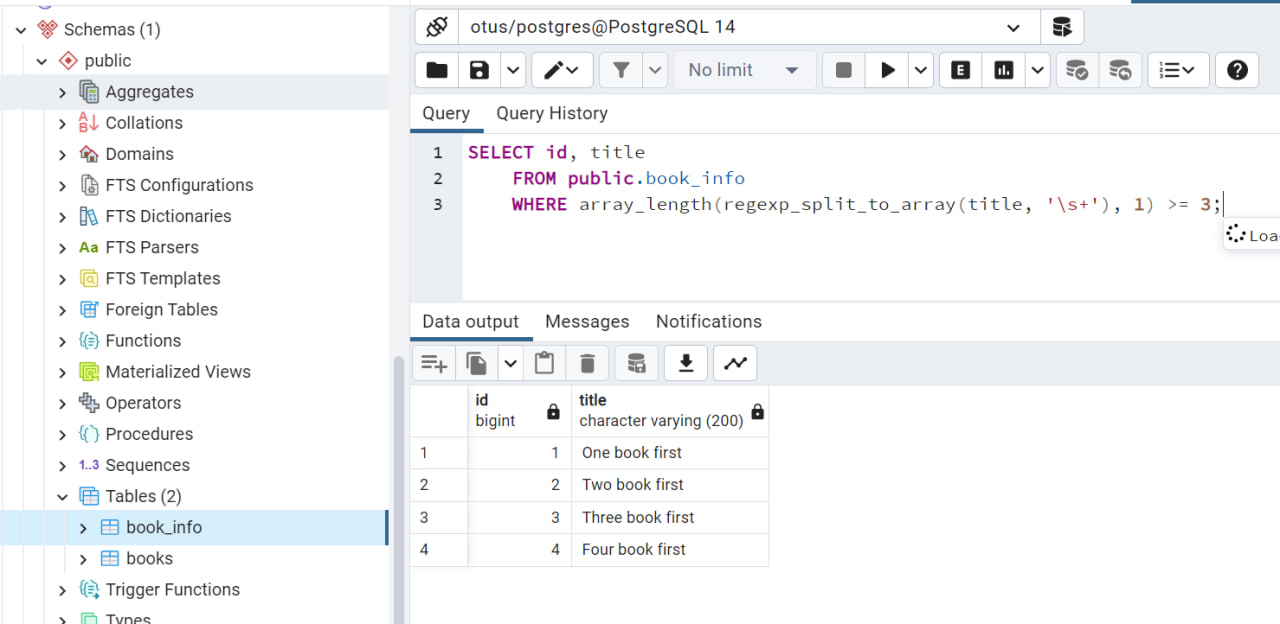 Schemas (1)
public
Aggregates
Collations
Domains
FTS Configurations
FTS Dictionaries
FTS Parsers
FTS Templates
Foreign Tables
Functions
Materialized Views
Operators
Procedures
1..3 Sequences
Tables (2)
book_info
books
Trigger Functions
Types
otus/postgres@PostgreSQL 14
No limit
E
Query Query History
1 SELECT id, title
2 FROM public.book_info
3 WHERE array_length(regexp_split_to_array(title, '\s+'), 1) >= 3;
Loa
Data output Messages Notifications
id title
bigint character varying (200)
1 1 One book first
2 2 Two book first
3 3 Three book first
4 4 Four book first